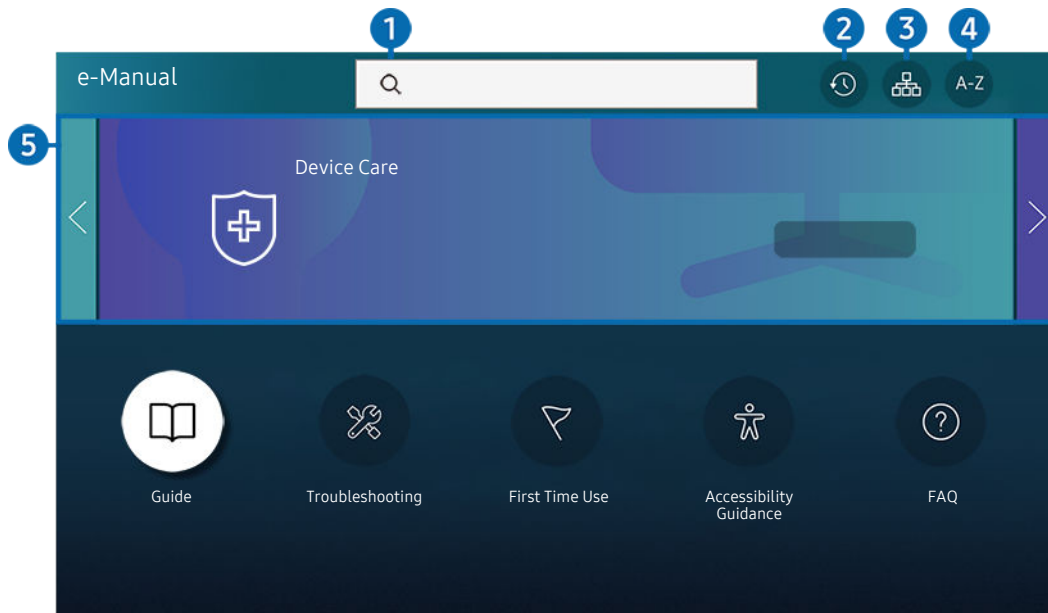 1
2
3
4
e-Manual
A-Z
5
Device Care
Guide
Troubleshooting
First Time Use
Accessibility
Guidance
FAQ